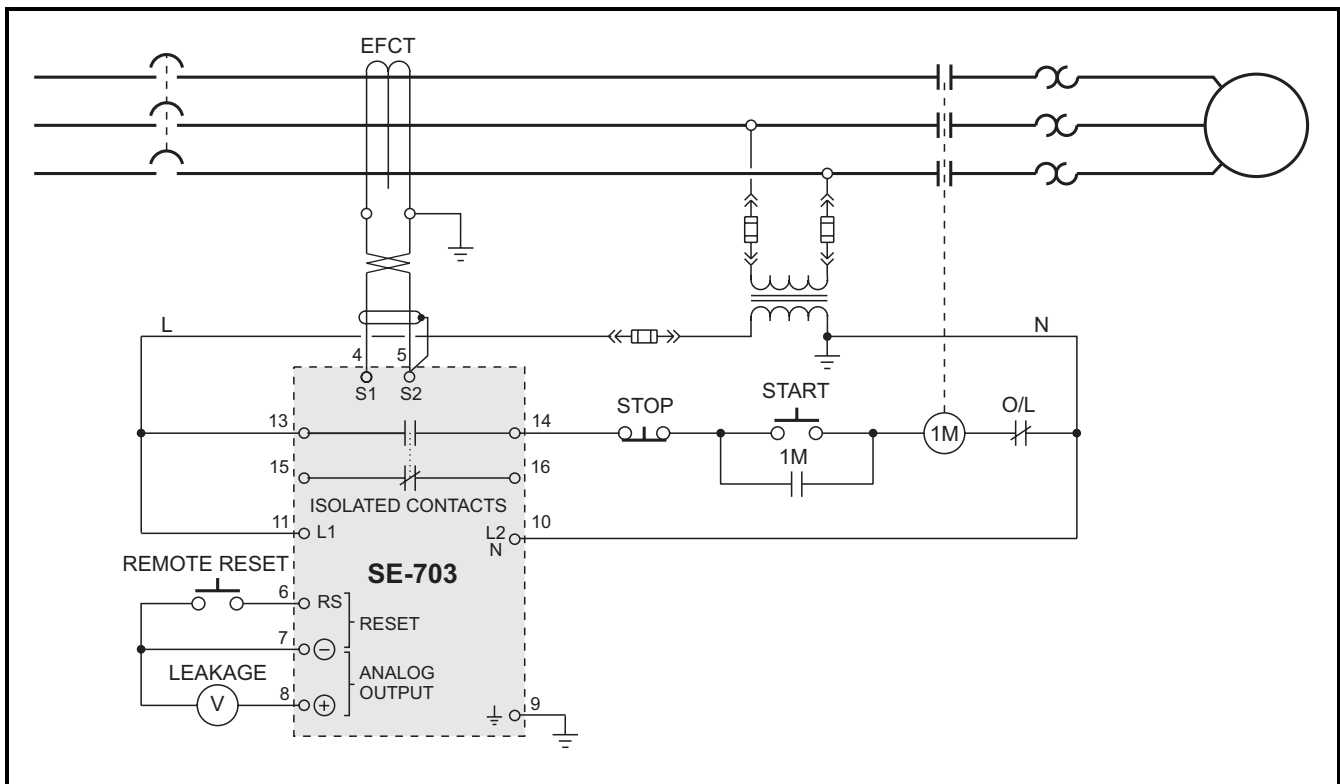 EFCT
L
N
4
5
S1
S2
13
14
STOP
START
1M
1M
O/L
15
16
ISOLATED CONTACTS
11
L1
L2
N
10
SE-703
REMOTE RESET
6
RS
RESET
7
−
LEAKAGE
V
8
+
ANALOG
OUTPUT
9